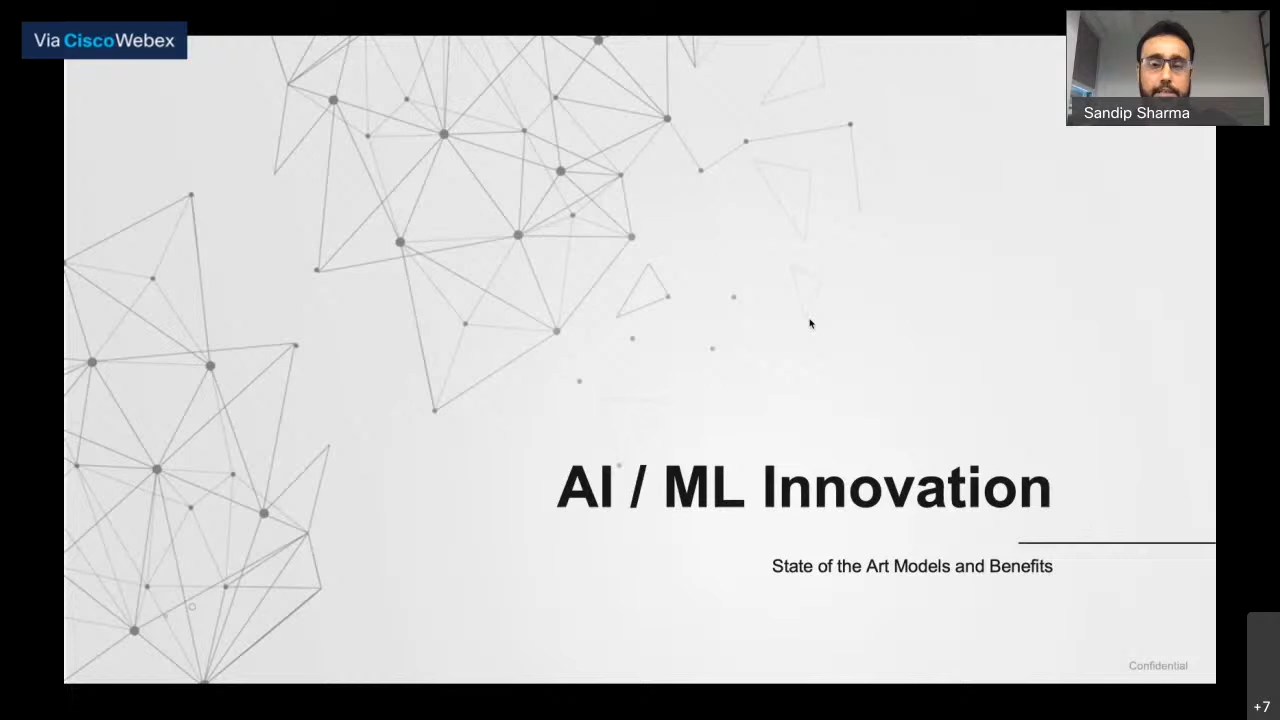 Via CiscoWebex
Sandip Sharma
AI / ML Innovation
State of the Art Models and Benefits
Confidential
+7